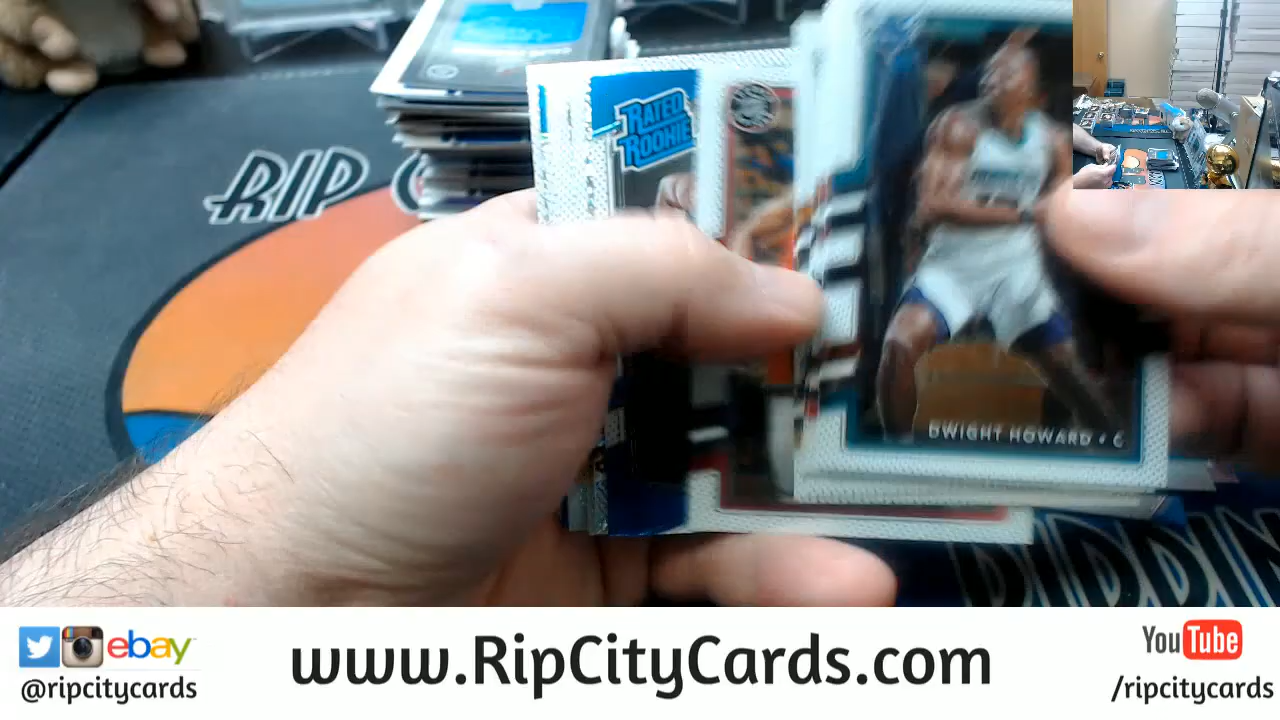 RATED
ROOKIE
RIP
DWIGHT HOWARD • C
ebay
@ripcitycards
www.RipCityCards.com
YouTube
/ripcitycards